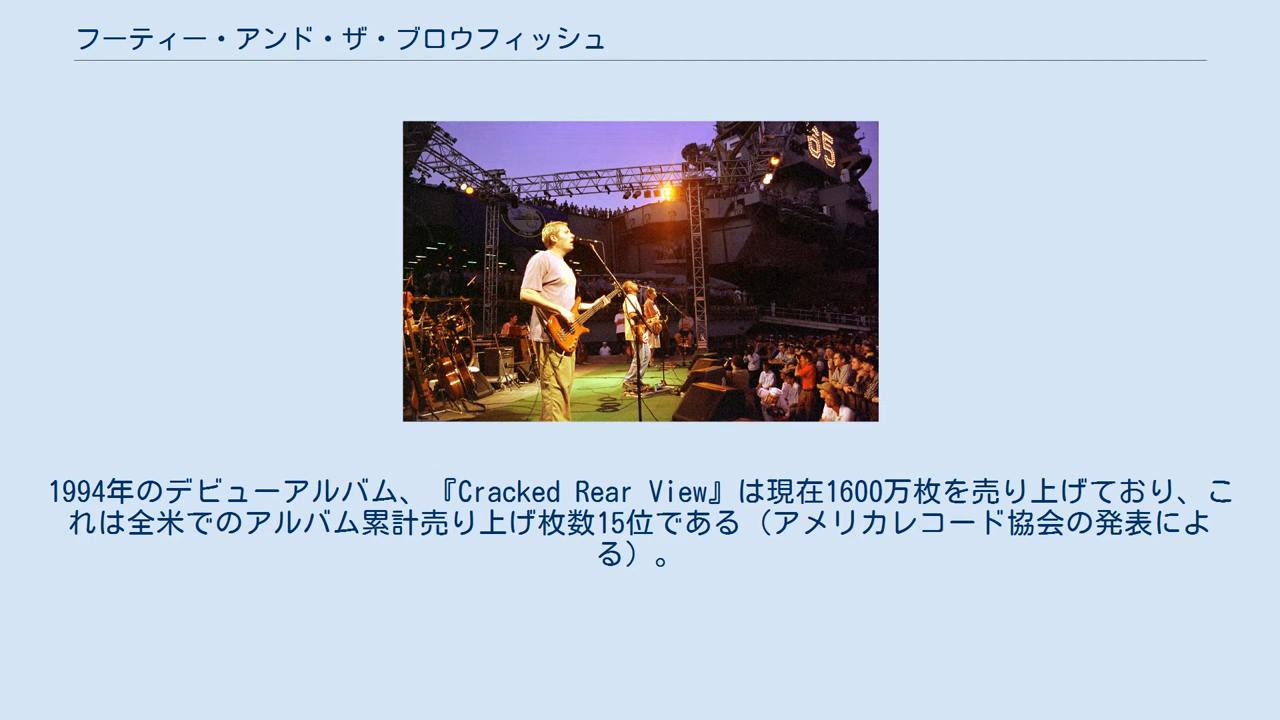 フーティー・アンド・ザ・ブロウフィッシュ
65
1994年のデビューアルバム、『Cracked Rear View』は現在1600万枚を売り上げており、こ
れは全米でのアルバム累計売り上げ枚数15位である（アメリカレコード協会の発表によ
る）。